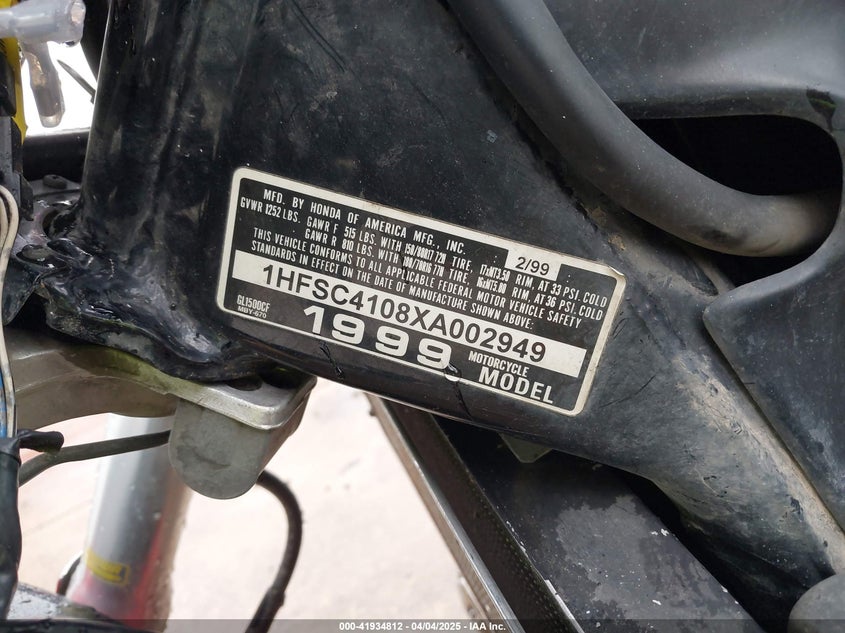 MFD. BY HONDA OF AMERICA MFG., INC. 2/99
GVWR 1252 LBS. GAWR F 515 LBS. WITH 150/80R17 72H TIRE, 17xMT3.50 RIM, AT 33 PSI. COLD
GAWR R 810 LBS. WITH 180/70R16 77H TIRE, 16xMT5.00 RIM, AT 36 PSI. COLD
THIS VEHICLE CONFORMS TO ALL APPLICABLE FEDERAL MOTOR VEHICLE SAFETY
STANDARDS IN EFFECT ON THE DATE OF MANUFACTURE SHOWN ABOVE:
1HFSC4108XA002949
GL1500CF
MBY-670
1999 MOTORCYCLE
MODEL
000-41934812 - 04/04/2025 - IAA Inc.